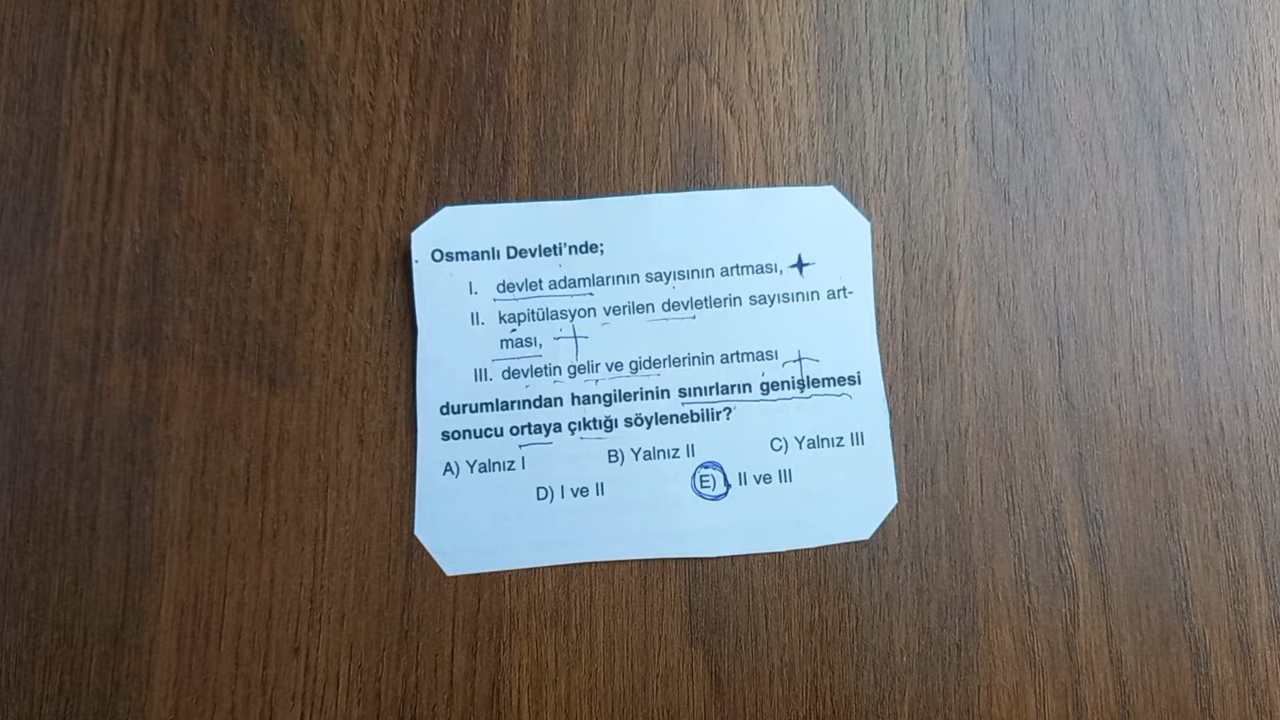 Osmanlı Devleti'nde;
I. devlet adamlarının sayısının artması,
II. kapitülasyon verilen devletlerin sayısının art-
ması,
III. devletin gelir ve giderlerinin artması
durumlarından hangilerinin sınırların genişlemesi
sonucu ortaya çıktığı söylenebilir?
A) Yalnız I B) Yalnız II C) Yalnız III
D) I ve II E) I, II ve III